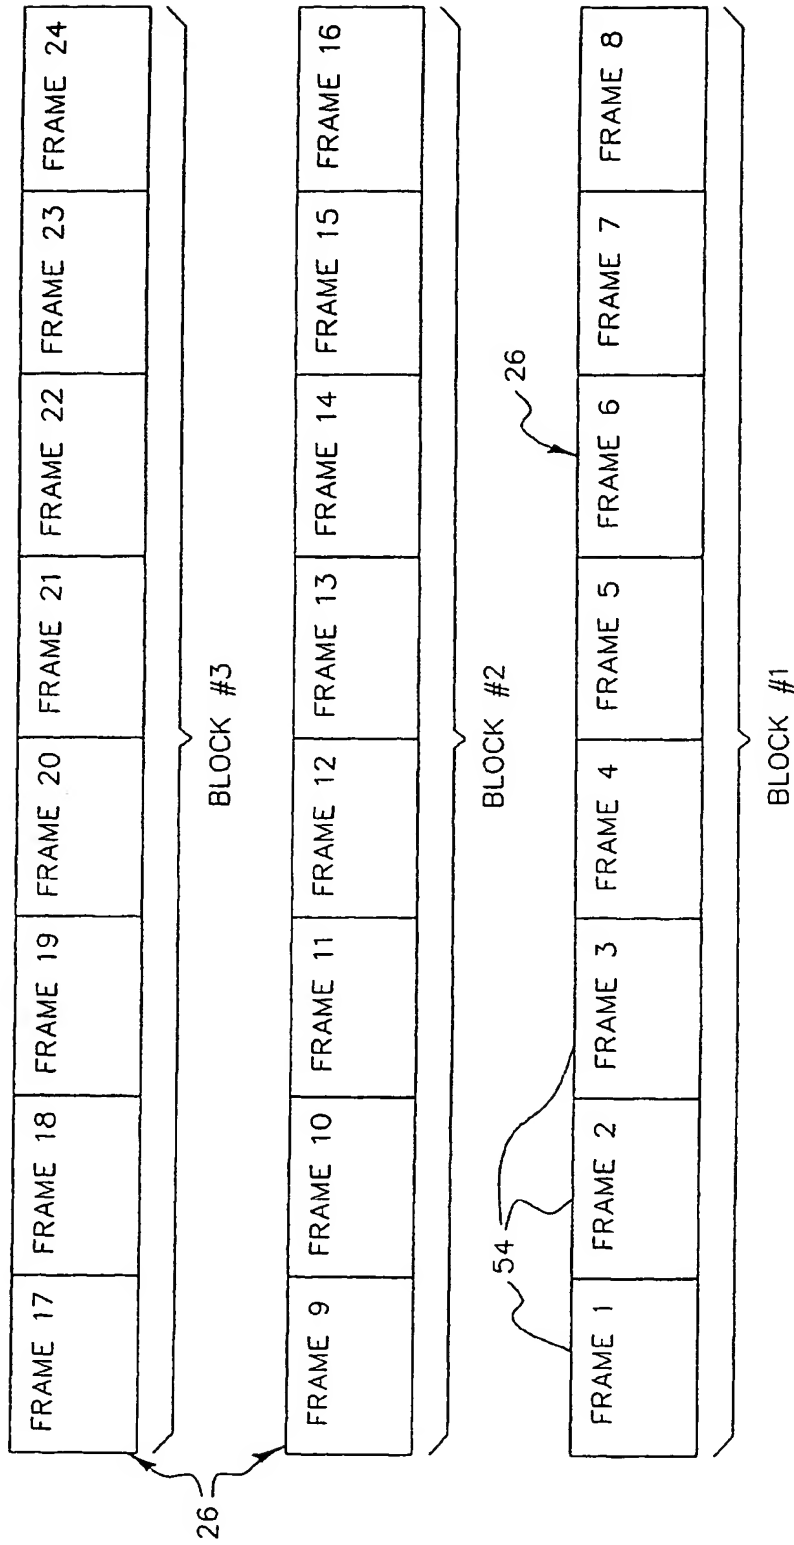 FRAME 17 FRAME 18 FRAME 19 FRAME 20 FRAME 21 FRAME 22 FRAME 23 FRAME 24
BLOCK #3
26
FRAME 9 FRAME 10 FRAME 11 FRAME 12 FRAME 13 FRAME 14 FRAME 15 FRAME 16
BLOCK #2
26
54
FRAME 1 FRAME 2 FRAME 3 FRAME 4 FRAME 5 FRAME 6 FRAME 7 FRAME 8
BLOCK #1